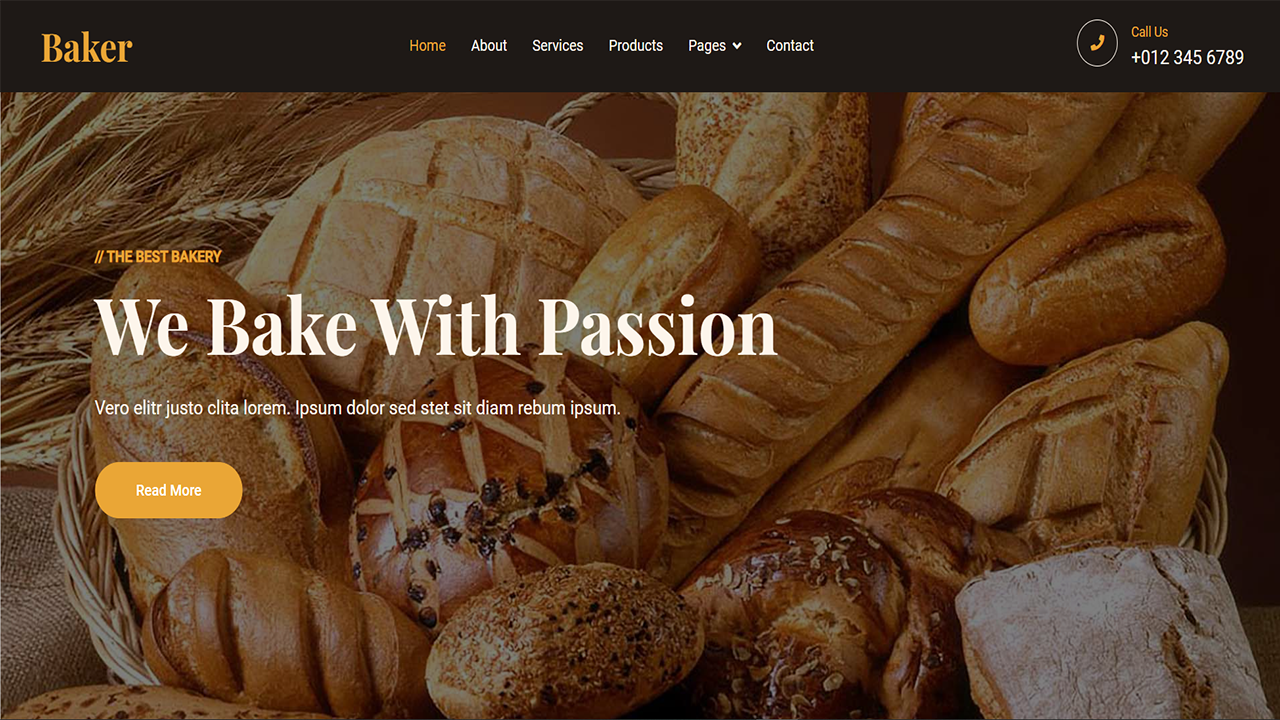 Baker
Home About Services Products Pages Contact
Call Us
+012 345 6789
// THE BEST BAKERY
We Bake With Passion
Vero elitr justo clita lorem. Ipsum dolor sed stet sit diam rebum ipsum.
Read More